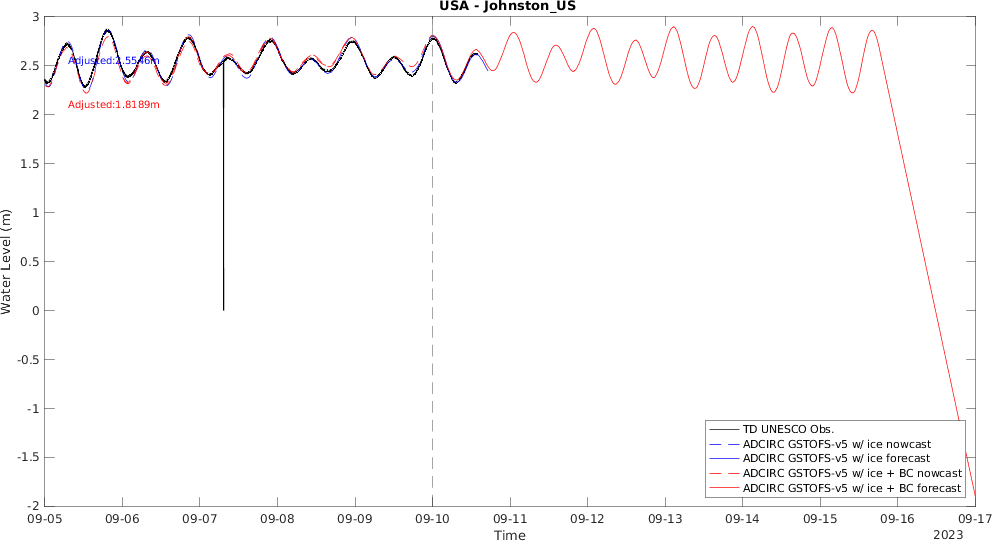 USA - Johnston_US
3
2.5
2
1.5
1
0.5
0
-0.5
-1
-1.5
-2
Water Level (m)
Adjusted:2.5546m
Adjusted:1.8189m
TD UNESCO Obs.
ADCIRC GSTOFS-v5 w/ ice nowcast
ADCIRC GSTOFS-v5 w/ ice forecast
ADCIRC GSTOFS-v5 w/ ice + BC nowcast
ADCIRC GSTOFS-v5 w/ ice + BC forecast
09-05 09-06 09-07 09-08 09-09 09-10 09-11 09-12 09-13 09-14 09-15 09-16 09-17
Time
2023